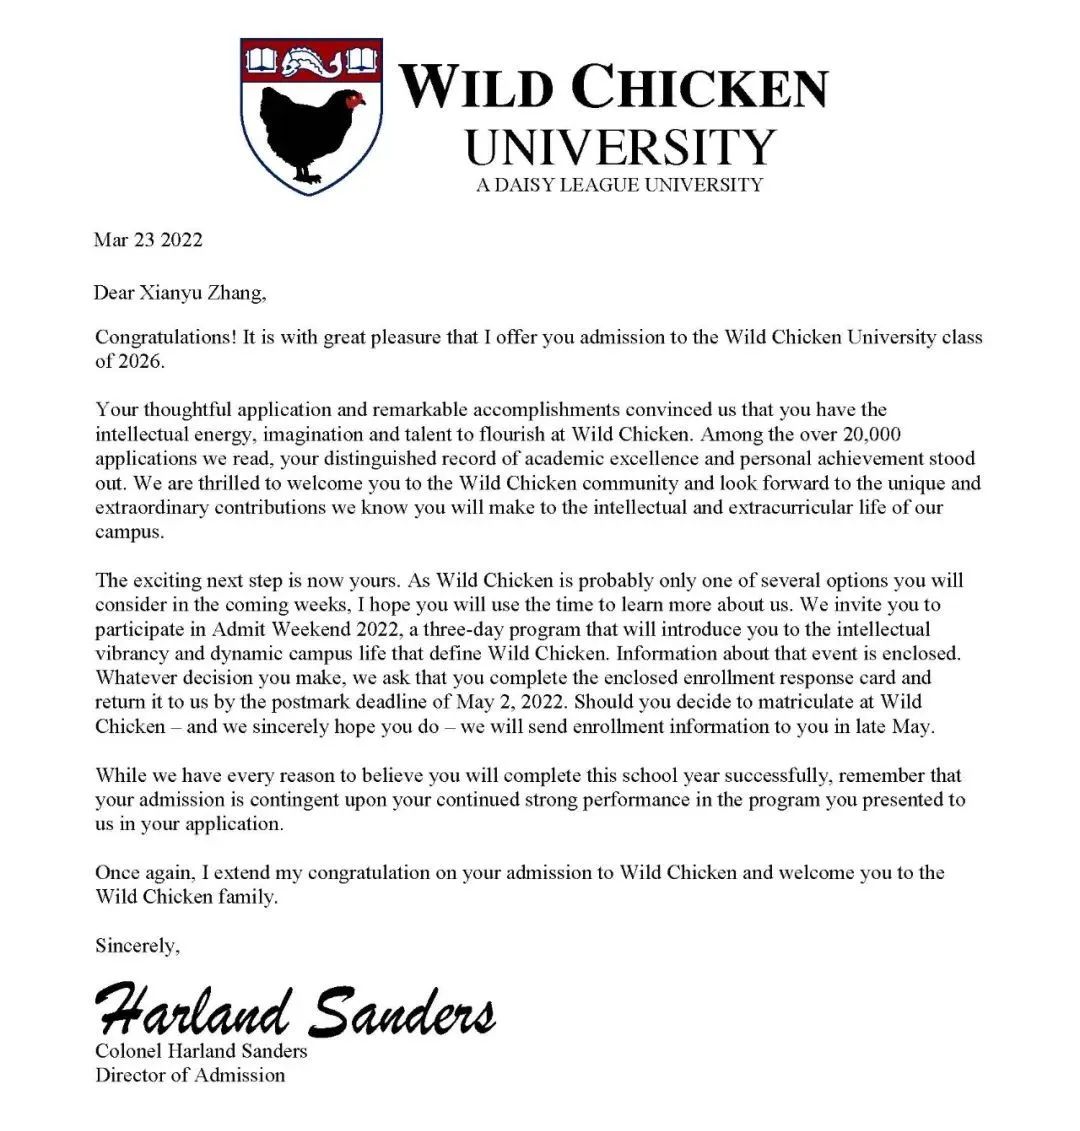 WILD CHICKEN
UNIVERSITY
A DAISY LEAGUE UNIVERSITY
Mar 23 2022
Dear Xianyu Zhang,
Congratulations! It is with great pleasure that I offer you admission to the Wild Chicken University class
of 2026.
Your thoughtful application and remarkable accomplishments convinced us that you have the
intellectual energy, imagination and talent to flourish at Wild Chicken. Among the over 20,000
applications we read, your distinguished record of academic excellence and personal achievement stood
out. We are thrilled to welcome you to the Wild Chicken community and look forward to the unique and
extraordinary contributions we know you will make to the intellectual and extracurricular life of our
campus.
The exciting next step is now yours. As Wild Chicken is probably only one of several options you will
consider in the coming weeks, I hope you will use the time to learn more about us. We invite you to
participate in Admit Weekend 2022, a three-day program that will introduce you to the intellectual
vibrancy and dynamic campus life that define Wild Chicken. Information about that event is enclosed.
Whatever decision you make, we ask that you complete the enclosed enrollment response card and
return it to us by the postmark deadline of May 2, 2022. Should you decide to matriculate at Wild
Chicken – and we sincerely hope you do – we will send enrollment information to you in late May.
While we have every reason to believe you will complete this school year successfully, remember that
your admission is contingent upon your continued strong performance in the program you presented to
us in your application.
Once again, I extend my congratulation on your admission to Wild Chicken and welcome you to the
Wild Chicken family.
Sincerely,
Harland Sanders
Colonel Harland Sanders
Director of Admission